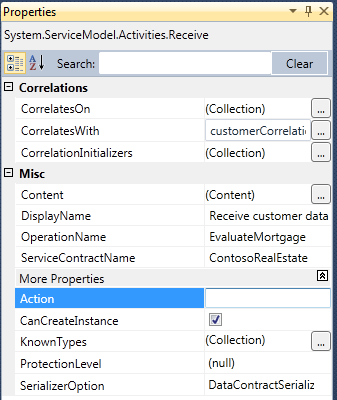 Properties
System.ServiceModel.Activities.Receive
Search: Clear
Correlations
CorrelatesOn (Collection) ...
CorrelatesWith customerCorrelati ...
CorrelationInitializers (Collection) ...
Misc
Content (Content) ...
DisplayName Receive customer data
OperationName EvaluateMortgage
ServiceContractName ContosoRealEstate
More Properties
Action
CanCreateInstance
KnownTypes (Collection) ...
ProtectionLevel (null)
SerializerOption DataContractSerializ